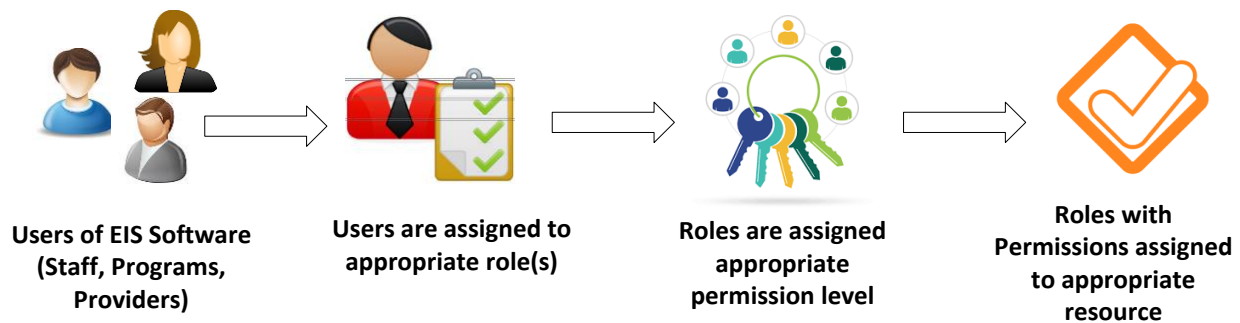 Users of EIS Software
(Staff, Programs,
Providers)
Users are assigned to
appropriate role(s)
Roles are assigned
appropriate
permission level
Roles with
Permissions assigned
to appropriate
resource